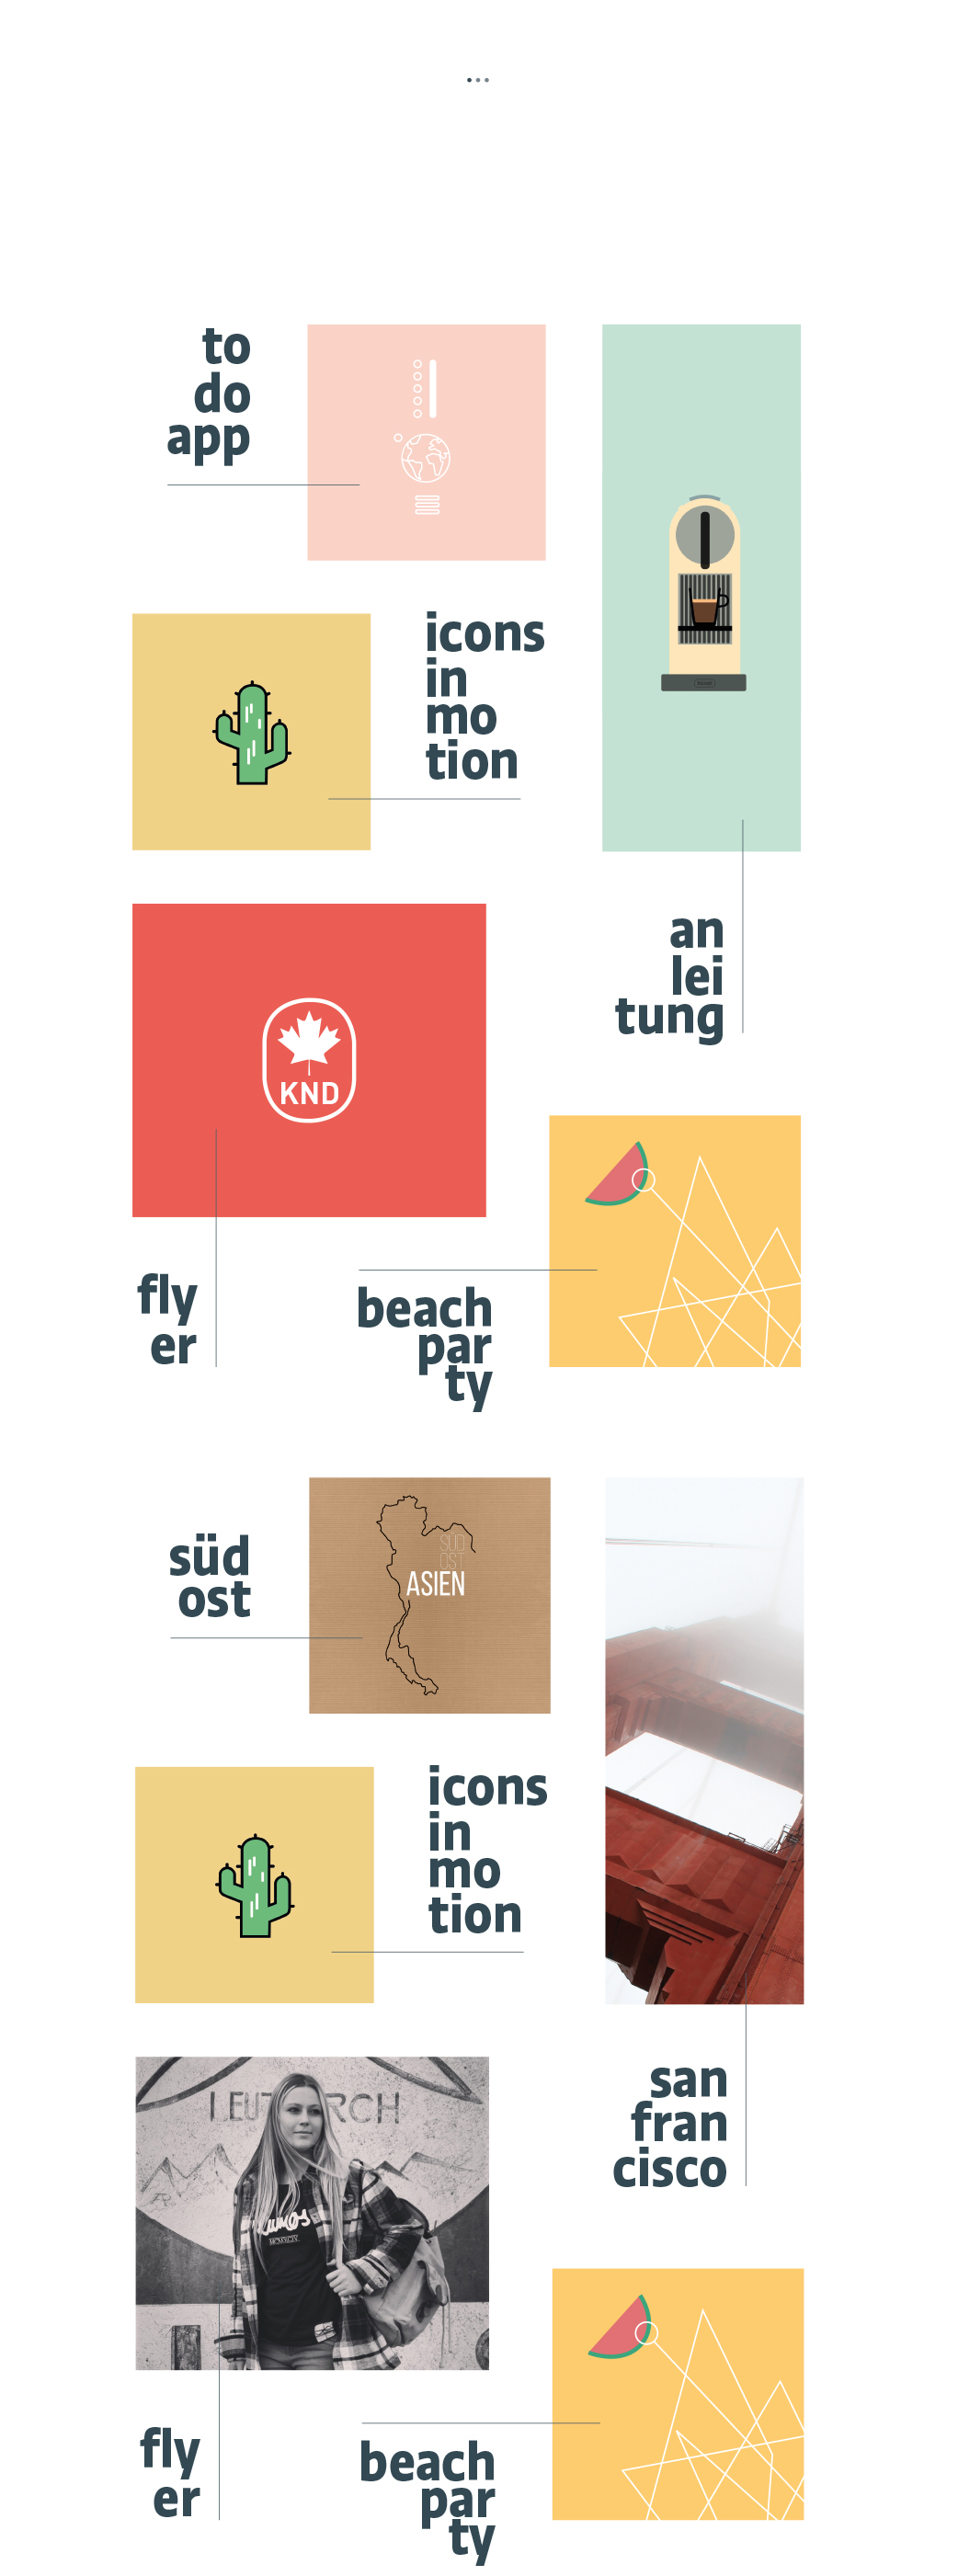 to
do
app
icons
in
mo
tion
an
lei
tung
KND
fly
er
beach
par
ty
süd
ost
SÜD
OST
ASIEN
icons
in
mo
tion
san
fran
cisco
fly
er
beach
par
ty